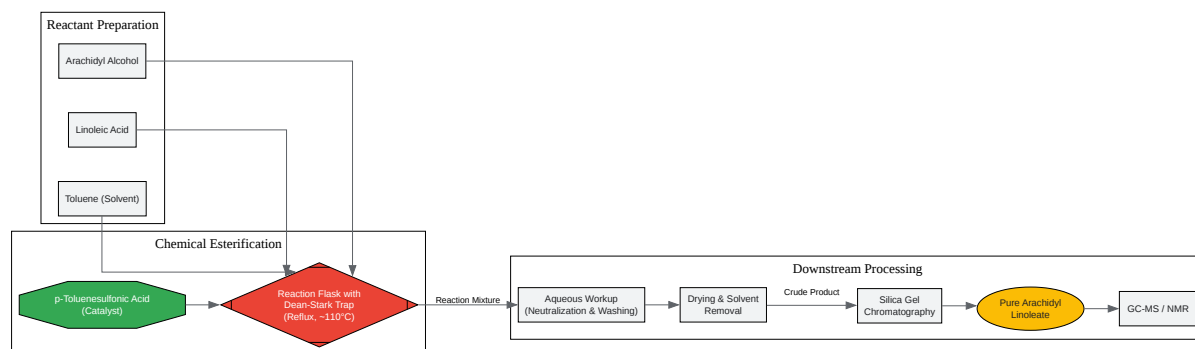 Reactant Preparation
Arachidyl Alcohol
Linoleic Acid
Toluene (Solvent)
Chemical Esterification
p-Toluenesulfonic Acid
(Catalyst)
Reaction Flask with
Dean-Stark Trap
(Reflux, ~110°C)
Reaction Mixture
Downstream Processing
Aqueous Workup
(Neutralization & Washing)
Drying & Solvent
Removal
Crude Product
Silica Gel
Chromatography
Pure Arachidyl
Linoleate
GC-MS / NMR